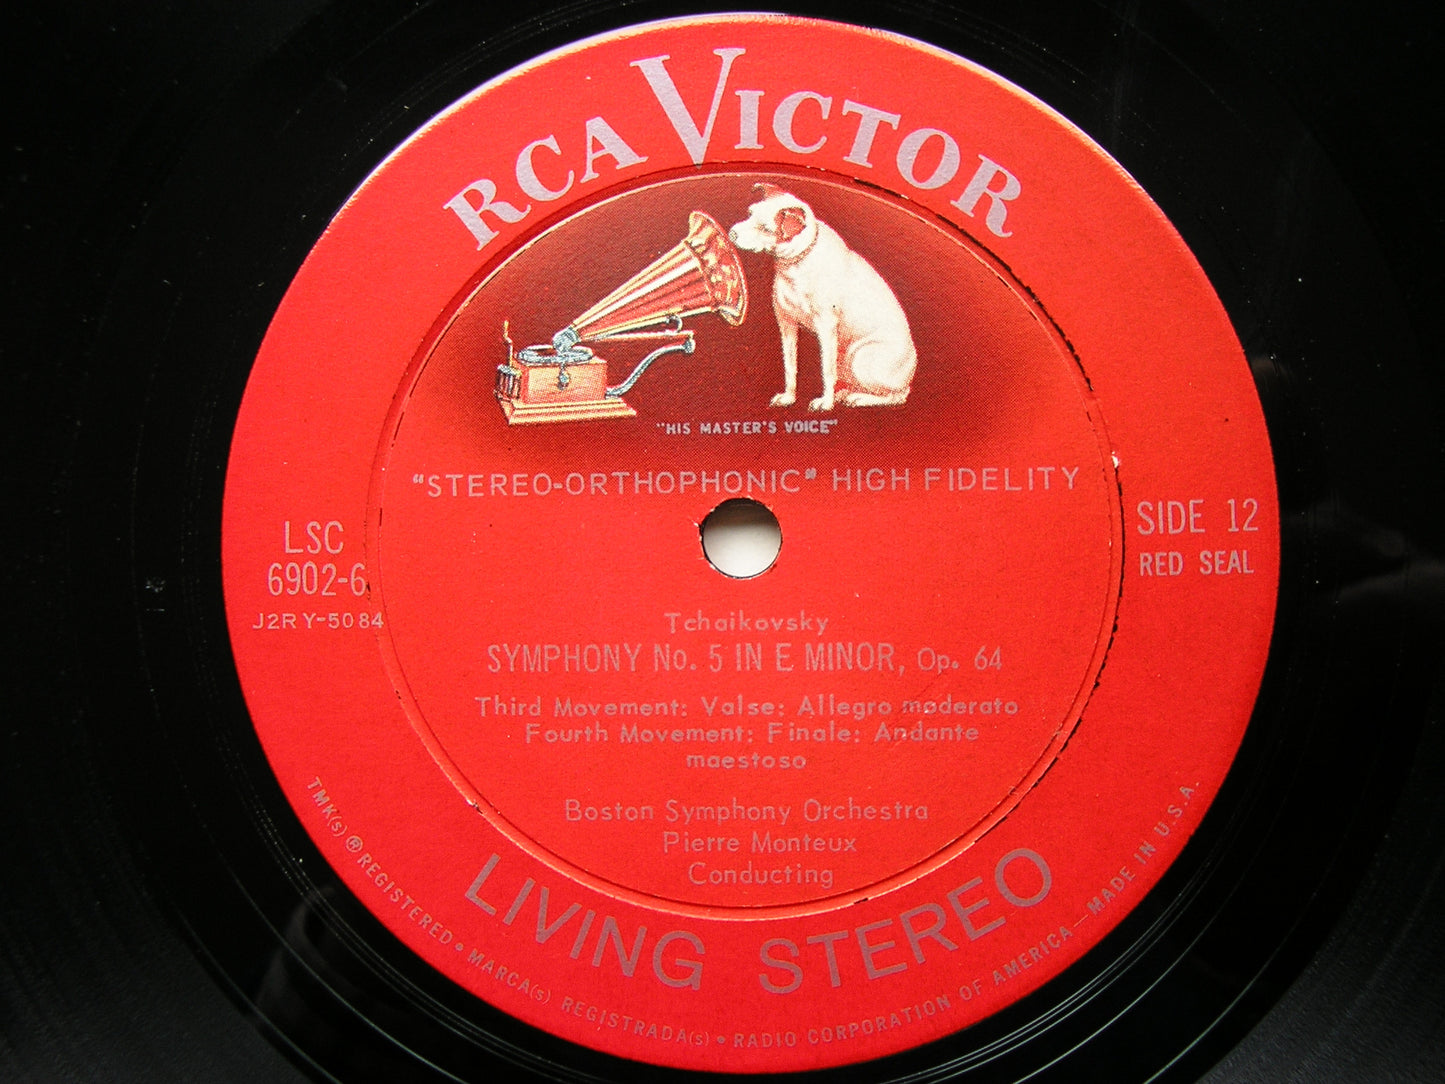 RCA VICTOR
"HIS MASTER'S VOICE"
"STEREO-ORTHOPHONIC" HIGH FIDELITY
LSC
6902-6
J2RY-5084
SIDE 12
RED SEAL
Tchaikovsky
SYMPHONY No. 5 IN E MINOR, Op. 64
Third Movement: Valse: Allegro moderato
Fourth Movement: Finale: Andante
maestoso
Boston Symphony Orchestra
Pierre Monteux
Conducting
LIVING STEREO
TMK(s) ® REGISTERED • MARCA(s) REGISTRADA(s) • RADIO CORPORATION OF AMERICA—MADE IN U.S.A.